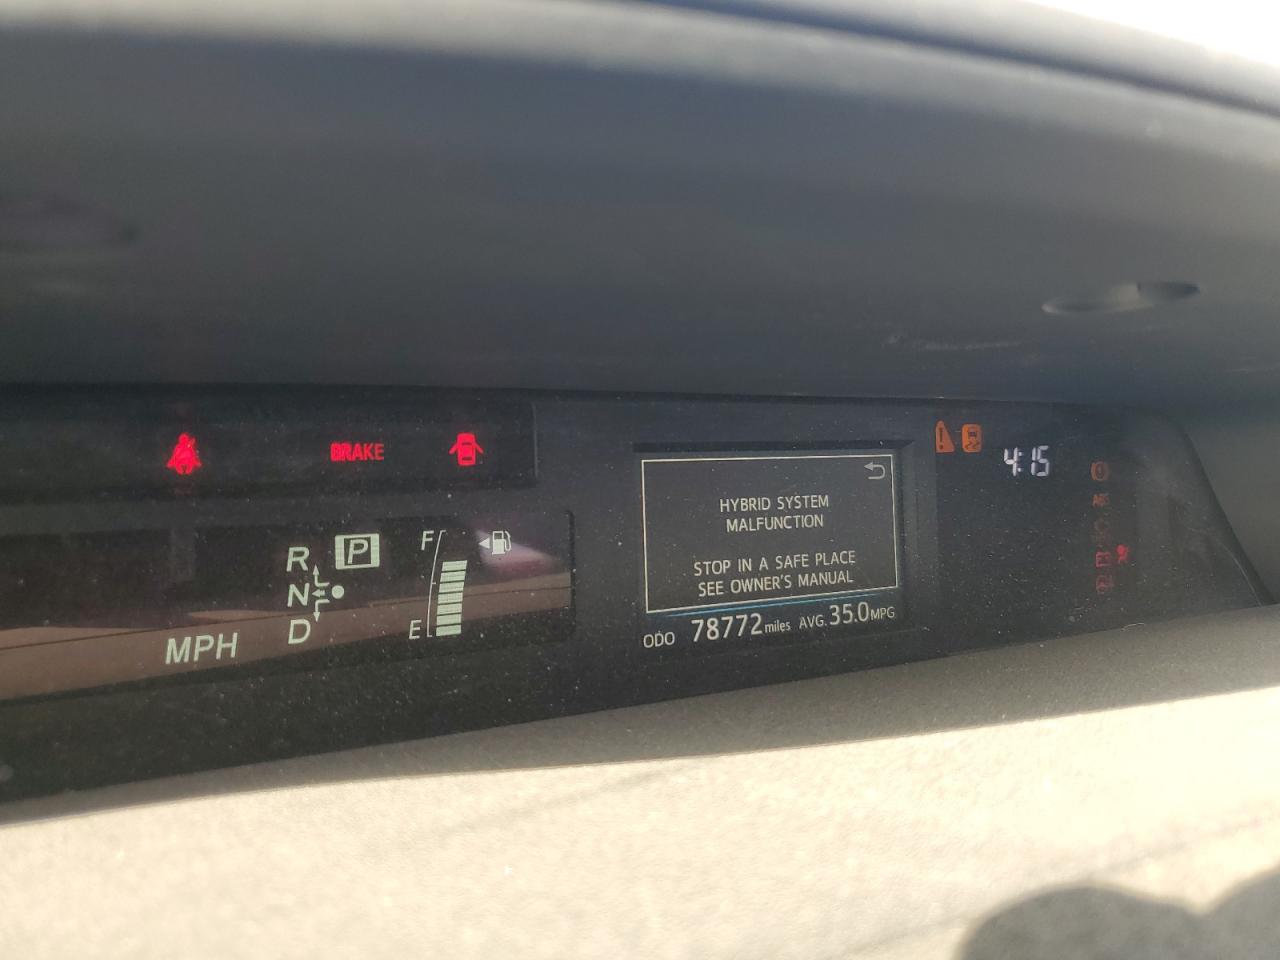 BRAKE
4:15
ABS
HYBRID SYSTEM
MALFUNCTION
STOP IN A SAFE PLACE
SEE OWNER'S MANUAL
R
P
N
D
F
E
MPH
ODO 78772 miles AVG. 35.0 MPG